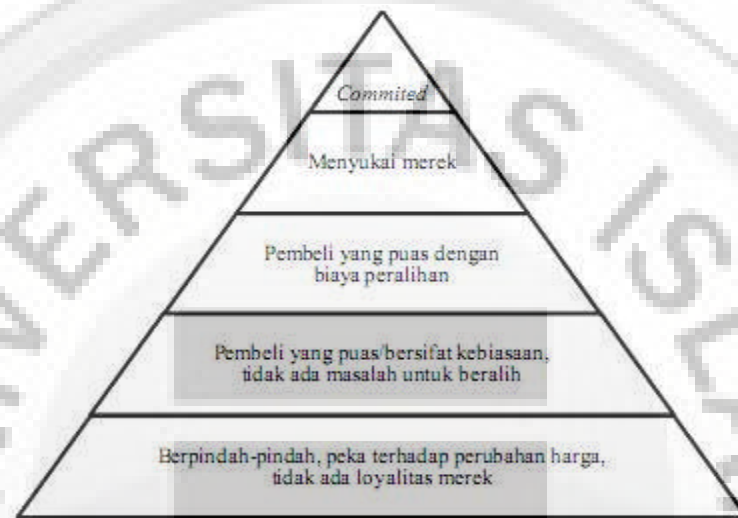 Commited
Menyukai merek
Pembeli yang puas dengan
biaya peralihan
Pembeli yang puas/bersifat kebiasaan,
tidak ada masalah untuk beralih
Berpindah-pindah, peka terhadap perubahan harga,
tidak ada loyalitas merek